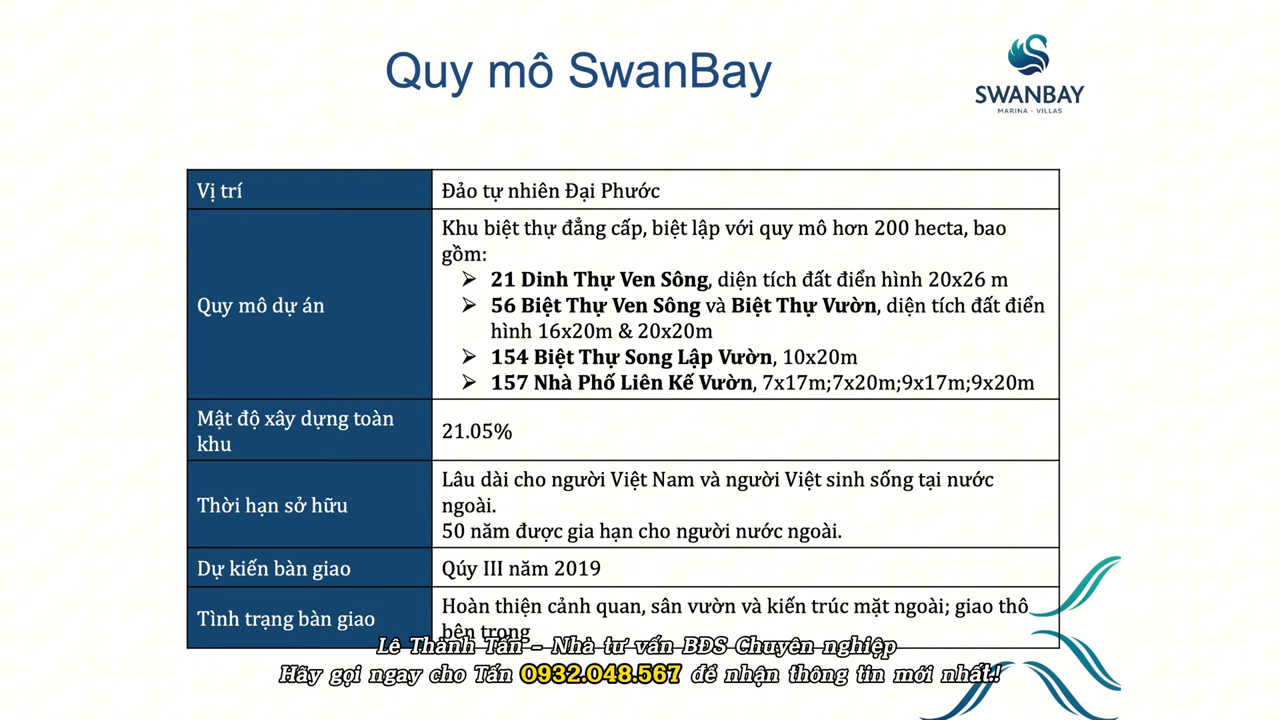 Quy mô SwanBay
SWANBAY
MARINA - VILLAS
Vị trí
Đảo tự nhiên Đại Phước
Quy mô dự án
Khu biệt thự đẳng cấp, biệt lập với quy mô hơn 200 hecta, bao
gồm:
➢ 21 Dinh Thự Ven Sông, diện tích đất điển hình 20x26 m
➢ 56 Biệt Thự Ven Sông và Biệt Thự Vườn, diện tích đất điển
hình 16x20m & 20x20m
➢ 154 Biệt Thự Song Lập Vườn, 10x20m
➢ 157 Nhà Phố Liên Kế Vườn, 7x17m;7x20m;9x17m;9x20m
Mật độ xây dựng toàn
khu
21.05%
Thời hạn sở hữu
Lâu dài cho người Việt Nam và người Việt sinh sống tại nước
ngoài.
50 năm được gia hạn cho người nước ngoài.
Dự kiến bàn giao
Qúy III năm 2019
Tình trạng bàn giao
Hoàn thiện cảnh quan, sân vườn và kiến trúc mặt ngoài; giao thô
bên trong
Lê Thành Tấn - Nhà tư vấn BĐS Chuyên nghiệp
Hãy gọi ngay cho Tấn 0932.048.567 để nhận thông tin mới nhất!